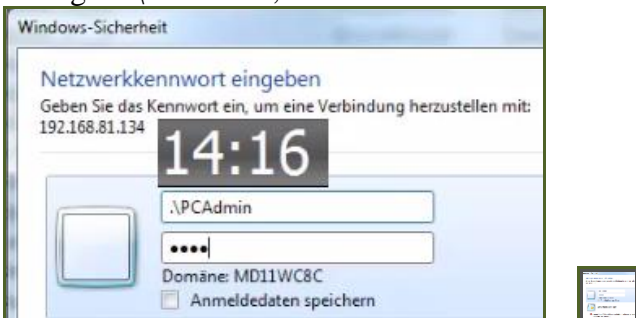 Windows-Sicherheit
Netzwerkkennwort eingeben
Geben Sie das Kennwort ein, um eine Verbindung herzustellen mit:
192.168.81.134
14:16
.\PCAdmin
••••
Domäne: MD11WC8C
Anmeldedaten speichern